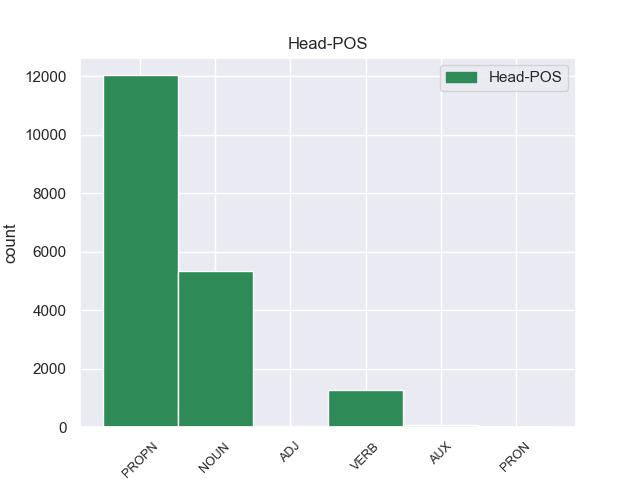 Head-POS
Head-POS
12000
10000
8000
6000
4000
2000
0
count
PROPN
NOUN
ADJ
VERB
AUX
PRON